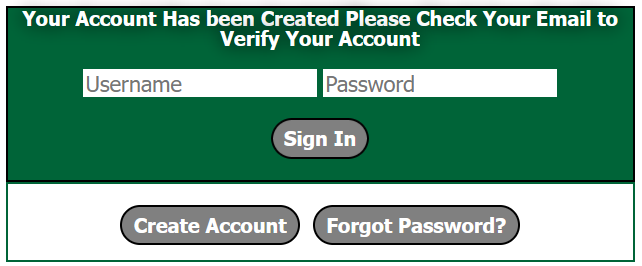 Your Account Has been Created Please Check Your Email to
Verify Your Account
Username Password
Sign In
Create Account Forgot Password?